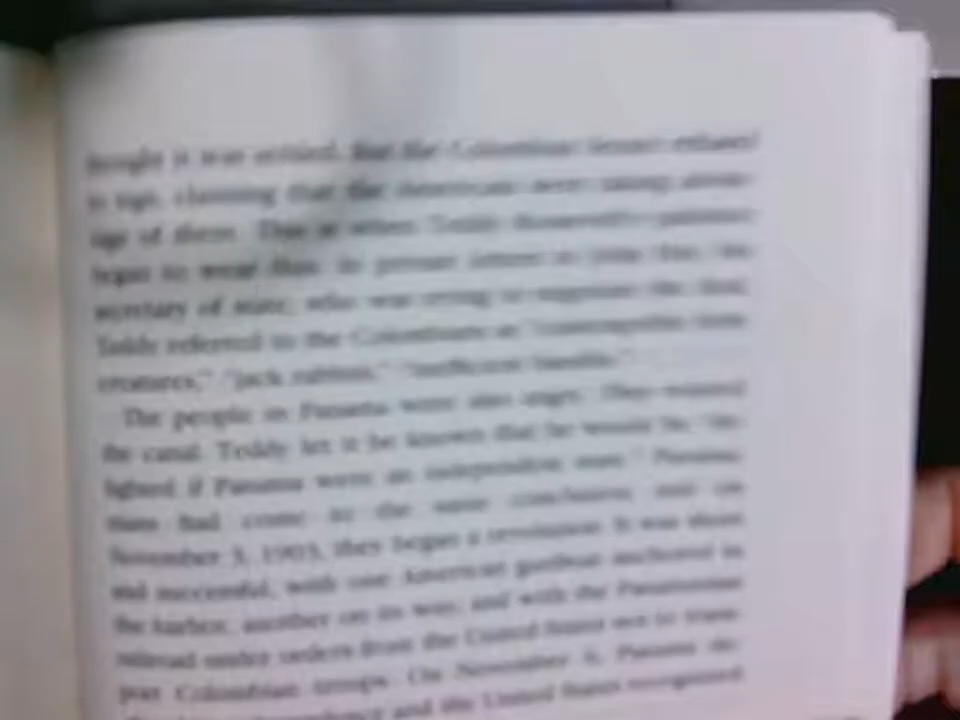 thought it was settled. But the Colombian Senate refused
to sign, claiming that the Americans were taking advan-
tage of them. This is when Teddy Roosevelt's patience
began to wear thin. In private letters to John Hay, his
secretary of state, who was trying to negotiate the deal,
Teddy referred to the Colombians as "contemptible little
creatures," "jack rabbits," "inefficient bandits."
The people in Panama were also angry. They wanted
the canal. Teddy let it be known that he would be "de-
lighted if Panama were an independent state." Panama-
nians had come to the same conclusion, and on
November 3, 1903, they began a revolution. It was short
and successful, with one American gunboat anchored in
the harbor, another on its way, and with the Panamanian
railroad under orders from the United States not to trans-
port Colombian troops. On November 4, Panama de-
independence and the United States recognized